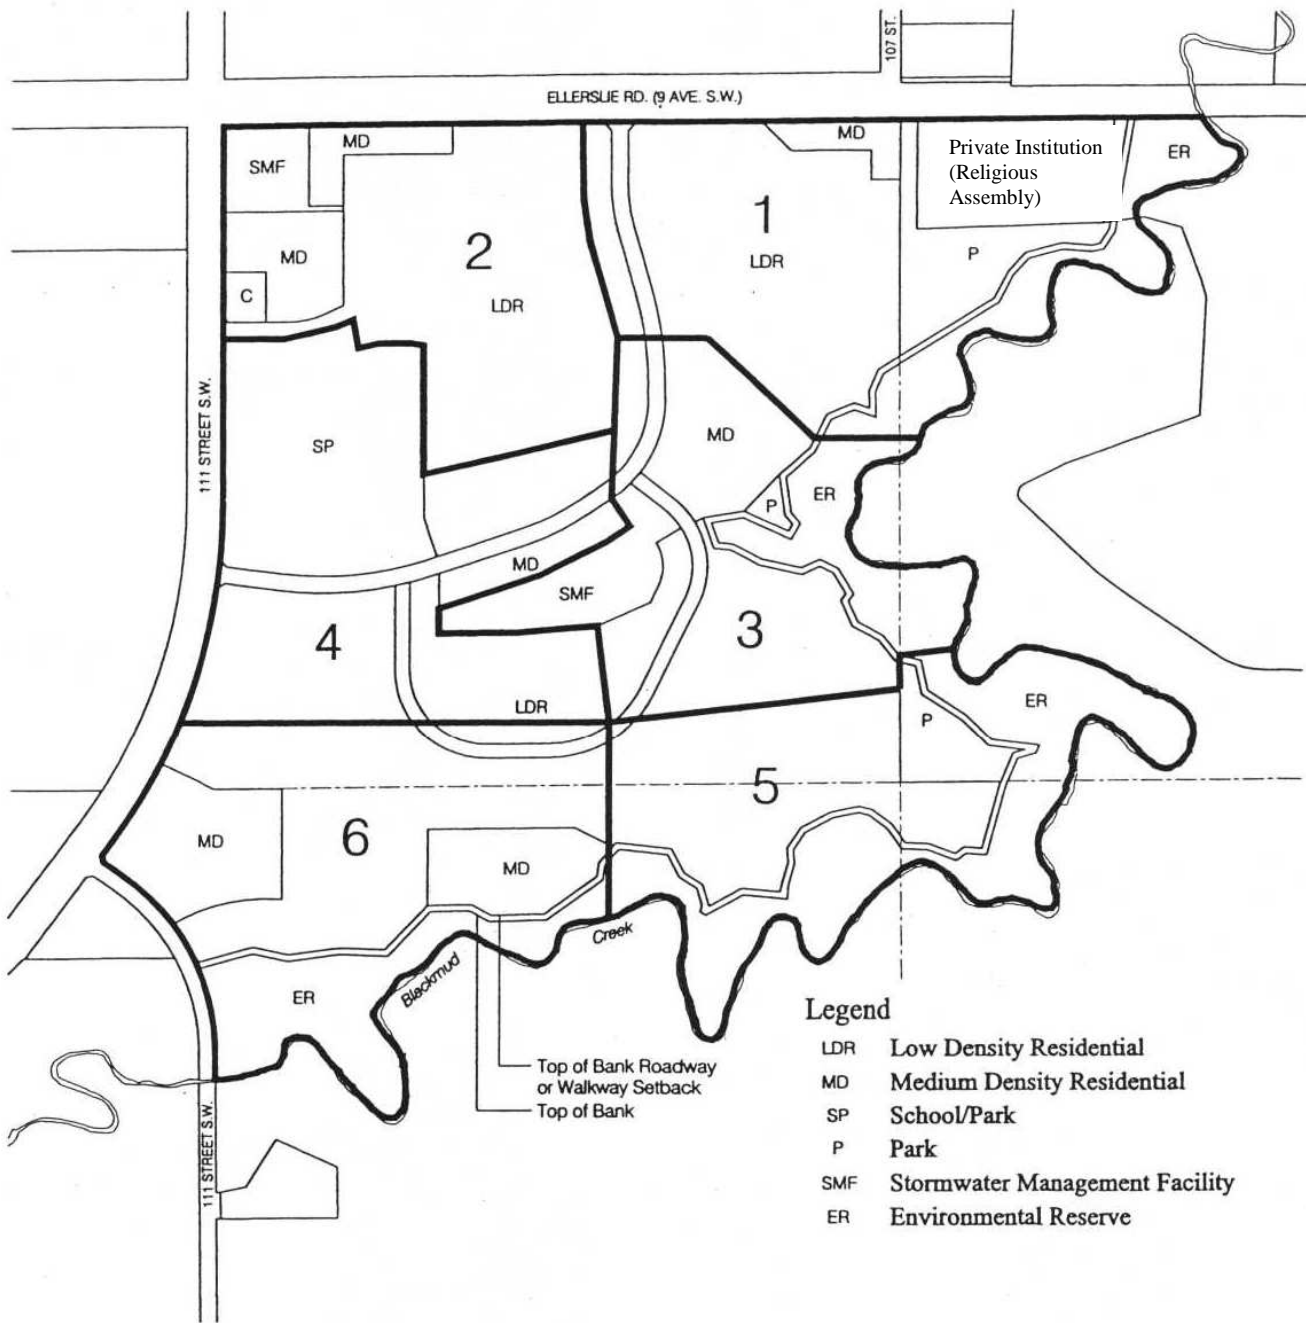 107 ST.
ELLERSLIE RD. (9 AVE. S.W.)
MD
MD
SMF
Private Institution
(Religious
Assembly)
ER
1
2
MD
P
LDR
C
LDR
111 STREET S.W.
SP
MD
ER
P
MD
SMF
4
3
LDR
P
ER
5
6
MD
MD
Creek
Blackmud
ER
Legend
LDR Low Density Residential
MD Medium Density Residential
SP School/Park
P Park
SMF Stormwater Management Facility
ER Environmental Reserve
Top of Bank Roadway
or Walkway Setback
Top of Bank
111 STREET S.W.